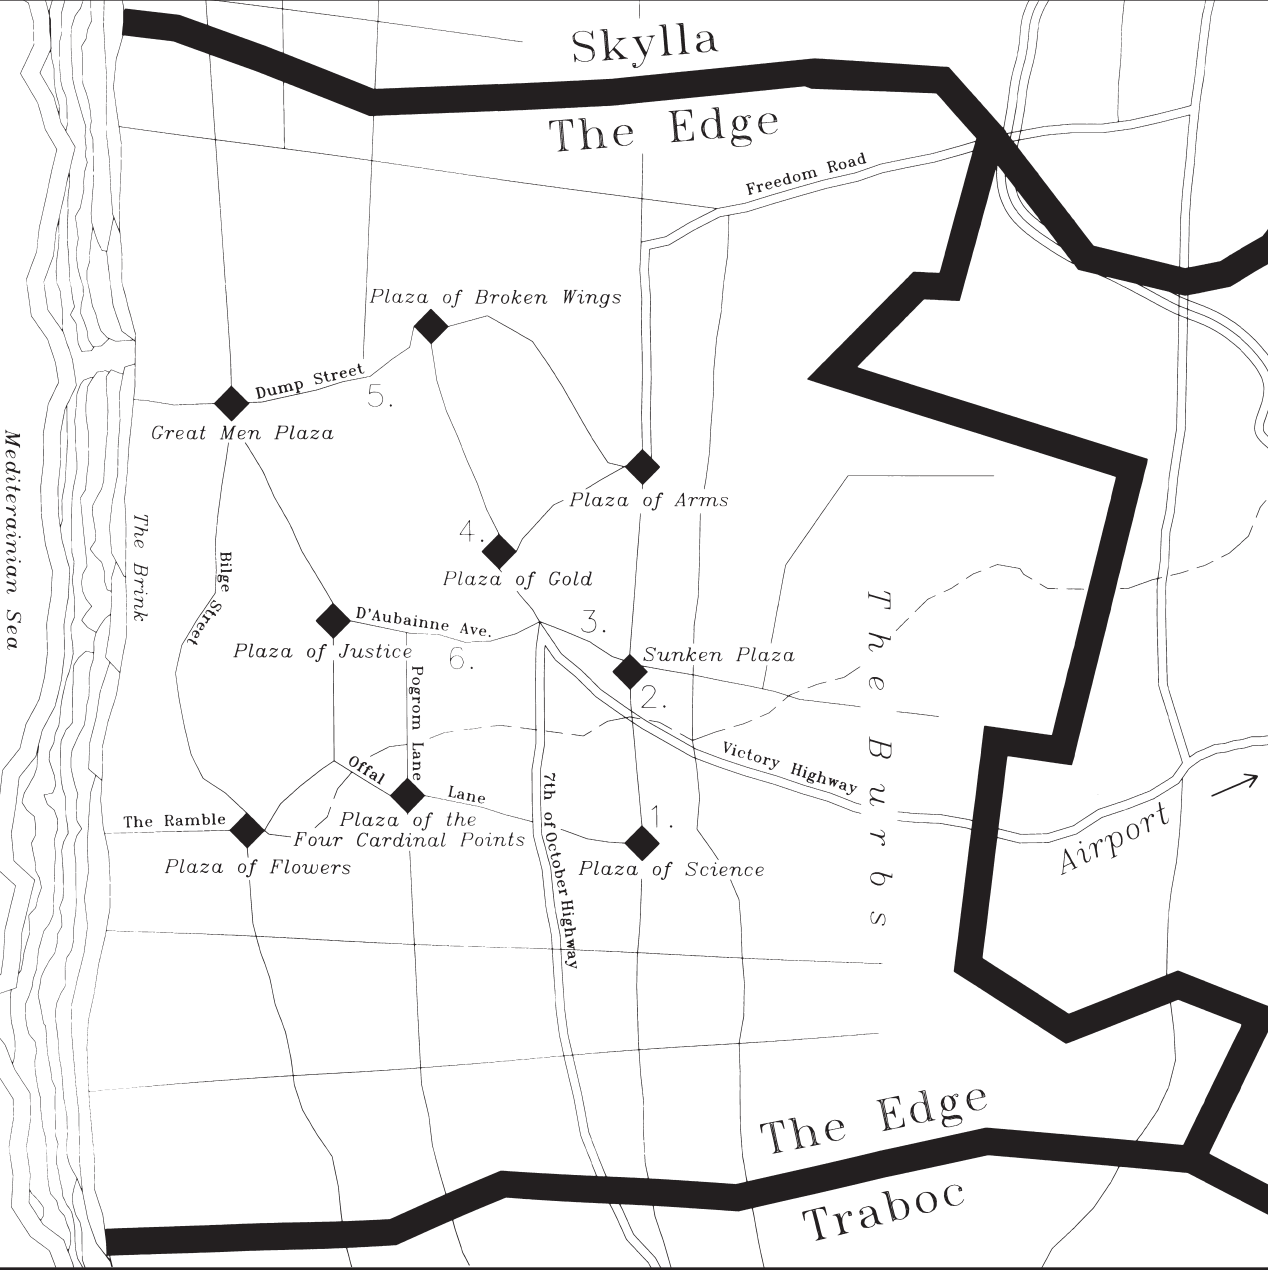 Skylla
The Edge
Freedom Road
Plaza of Broken Wings
Dump Street
5.
Great Men Plaza
Mediterainian Sea
The Brink
Plaza of Arms
4.
Plaza of Gold
Bilge Street
D'Aubainne Ave.
3.
Plaza of Justice
6.
Sunken Plaza
2.
The Burbs
Pogrom Lane
Victory Highway
Offal Lane
7th of October Highway
The Ramble
Plaza of the
Four Cardinal Points
1.
Airport
Plaza of Flowers
Plaza of Science
The Edge
Traboc